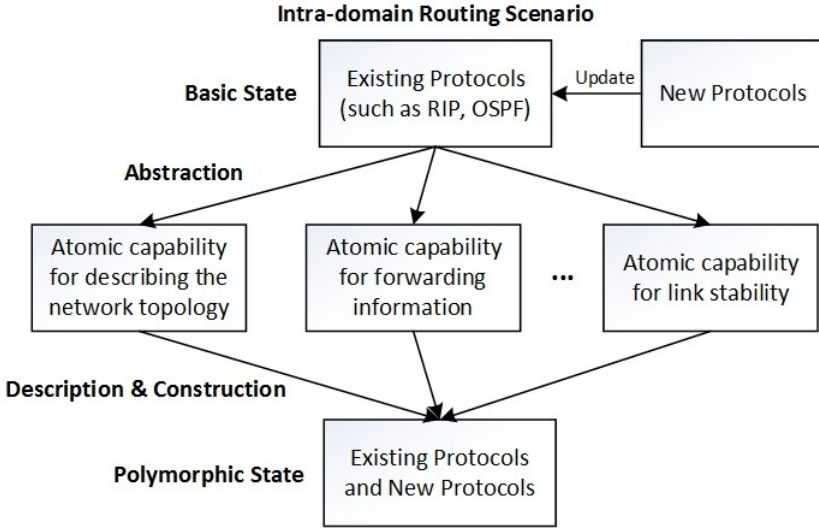 Intra-domain Routing Scenario
Basic State
Existing Protocols
(such as RIP, OSPF)
Update
New Protocols
Abstraction
Atomic capability
for describing the
network topology
Atomic capability
for forwarding
information
...
Atomic capability
for link stability
Description & Construction
Polymorphic State
Existing Protocols
and New Protocols